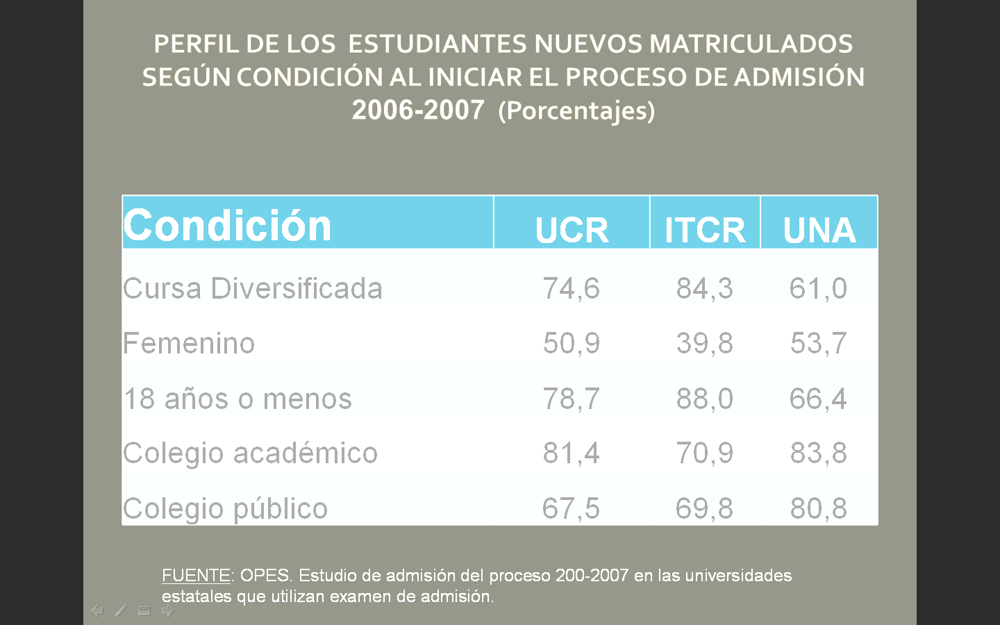 PERFIL DE LOS ESTUDIANTES NUEVOS MATRICULADOS
SEGÚN CONDICIÓN AL INICIAR EL PROCESO DE ADMISIÓN
2006-2007 (Porcentajes)
Condición UCR ITCR UNA
Cursa Diversificada 74,6 84,3 61,0
Femenino 50,9 39,8 53,7
18 años o menos 78,7 88,0 66,4
Colegio académico 81,4 70,9 83,8
Colegio público 67,5 69,8 80,8
FUENTE: OPES. Estudio de admisión del proceso 200-2007 en las universidades
estatales que utilizan examen de admisión.